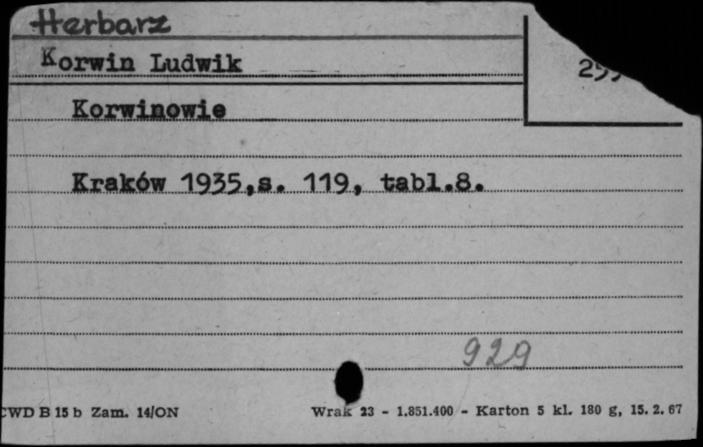 Herbarz
Korwin Ludwik
Korwinowie
Kraków 1935,s. 119, tabl.8.
929
CWD B 15 b Zam. 14/ON
Wrak 23 - 1.851.400 - Karton 5 kl. 180 g, 15. 2. 67